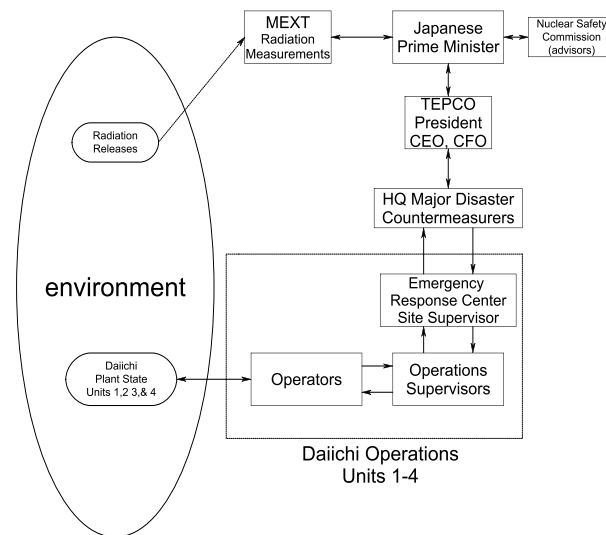 MEXT
Radiation
Measurements
Japanese
Prime Minister
Nuclear Safety
Commission
(advisors)
TEPCO
President
CEO, CFO
Radiation
Releases
HQ Major Disaster
Countermeasurers
environment
Emergency
Response Center
Site Supervisor
Daiichi
Plant State
Units 1,2 3,& 4
Operators
Operations
Supervisors
Daiichi Operations
Units 1-4